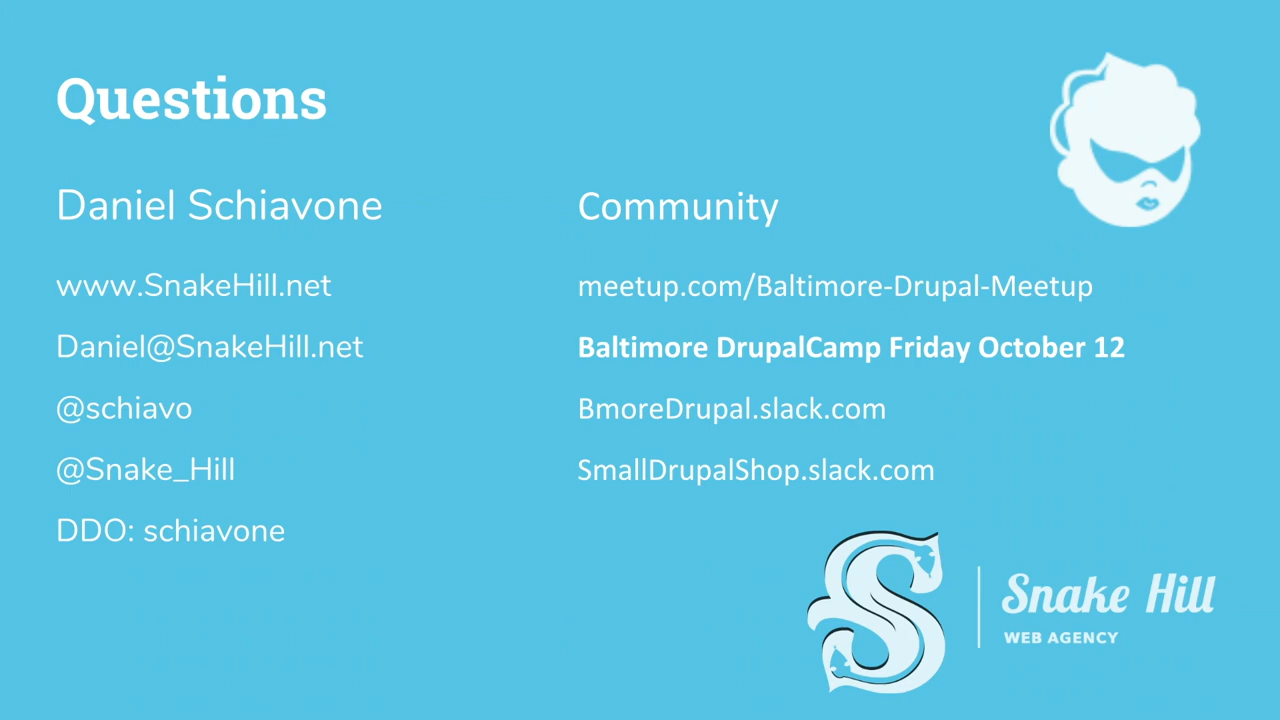 Questions
Daniel Schiavone
www.SnakeHill.net
Daniel@SnakeHill.net
@schiavo
@Snake_Hill
DDO: schiavone
Community
meetup.com/Baltimore-Drupal-Meetup
Baltimore DrupalCamp Friday October 12
BmoreDrupal.slack.com
SmallDrupalShop.slack.com
S
Snake Hill
WEB AGENCY